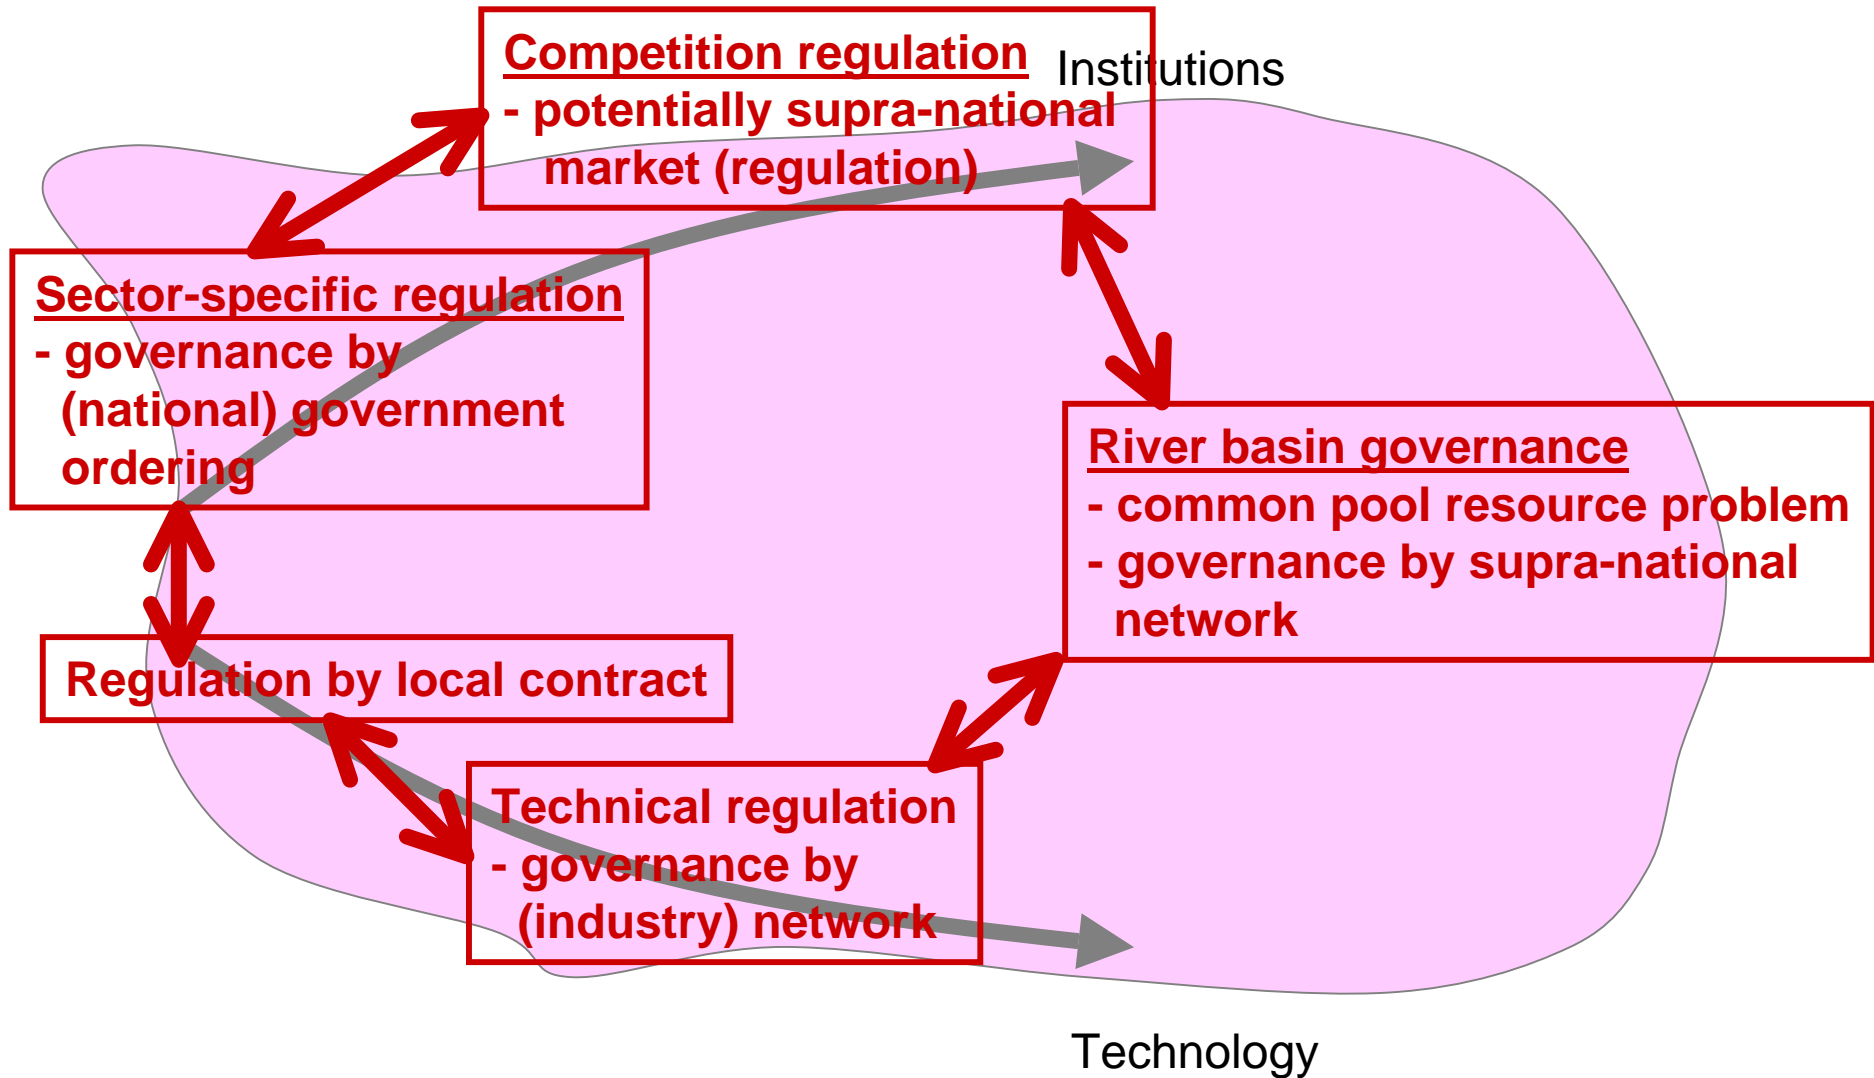 Competition regulation
- potentially supra-national
market (regulation)
Institutions
Sector-specific regulation
- governance by
(national) government
ordering
River basin governance
- common pool resource problem
- governance by supra-national
network
Regulation by local contract
Technical regulation
- governance by
(industry) network
Technology